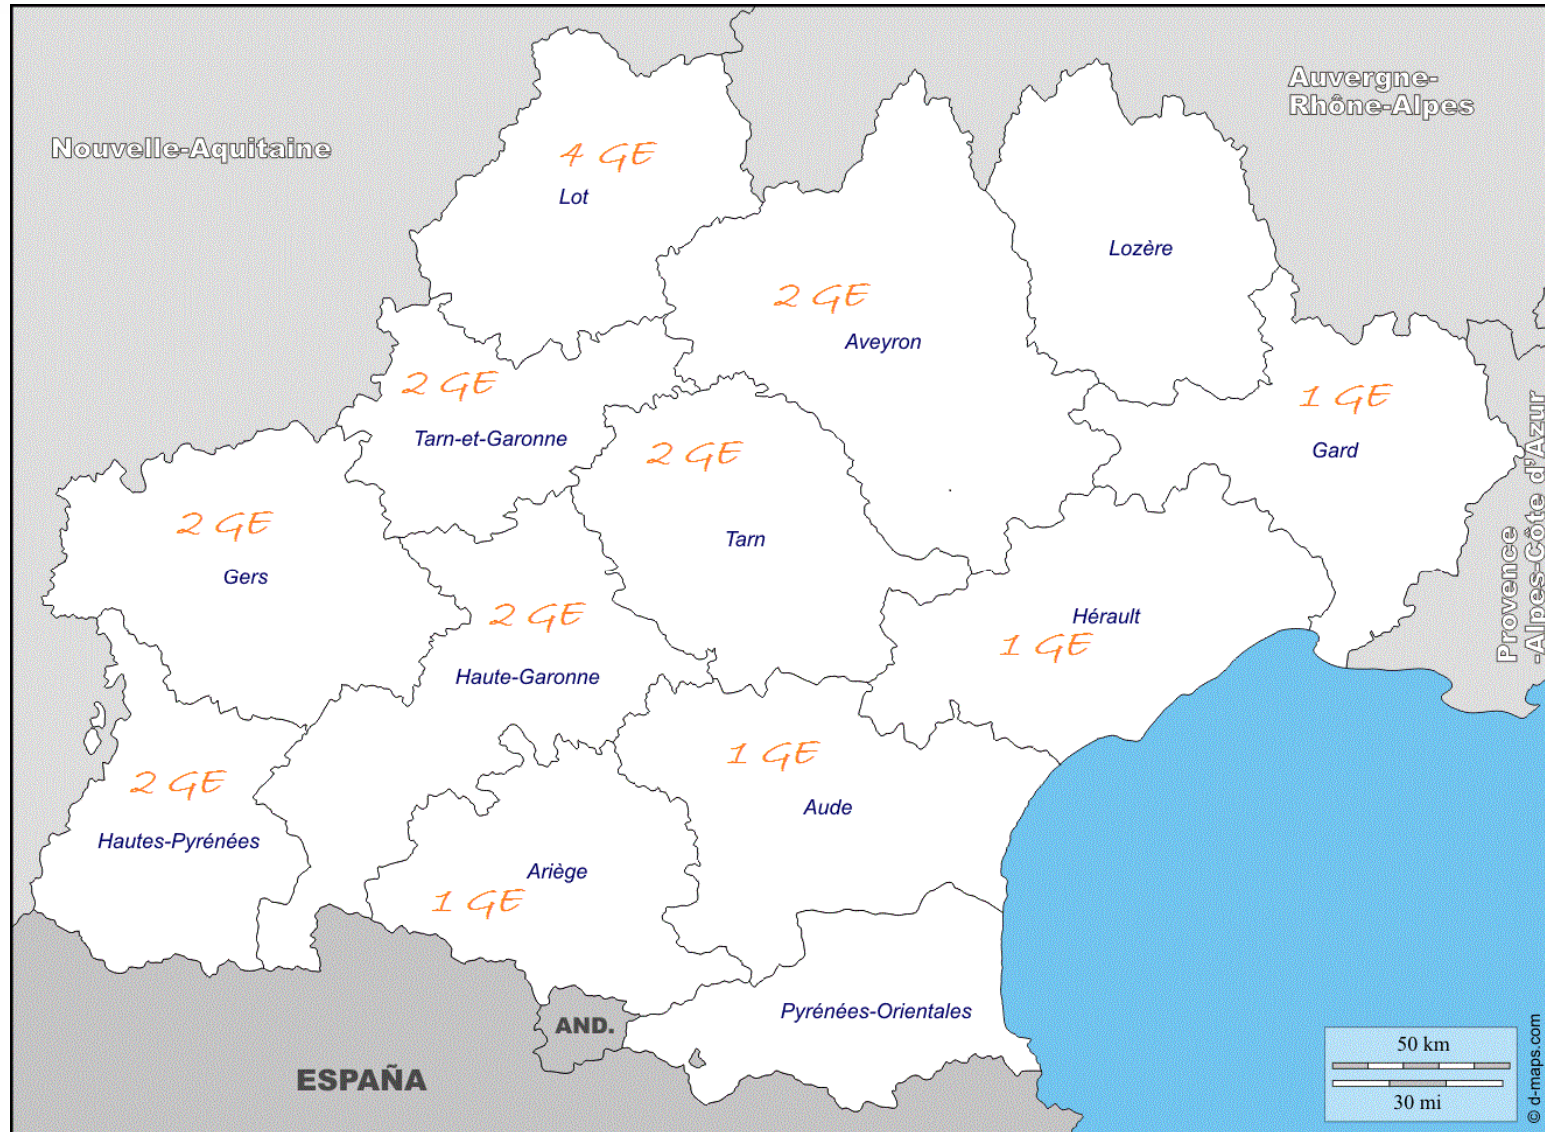 Auvergne-
Rhône-Alpes
Nouvelle-Aquitaine
4 GE
Lot
Lozère
2 GE
Aveyron
2 GE
Tarn-et-Garonne
1 GE
Gard
2 GE
Tarn
2 GE
Gers
Provence
-Alpes-Côte d'Azur
2 GE
Haute-Garonne
Hérault
1 GE
1 GE
Aude
2 GE
Hautes-Pyrénées
Ariège
1 GE
Pyrénées-Orientales
AND.
ESPAÑA
50 km
30 mi
© d-maps.com